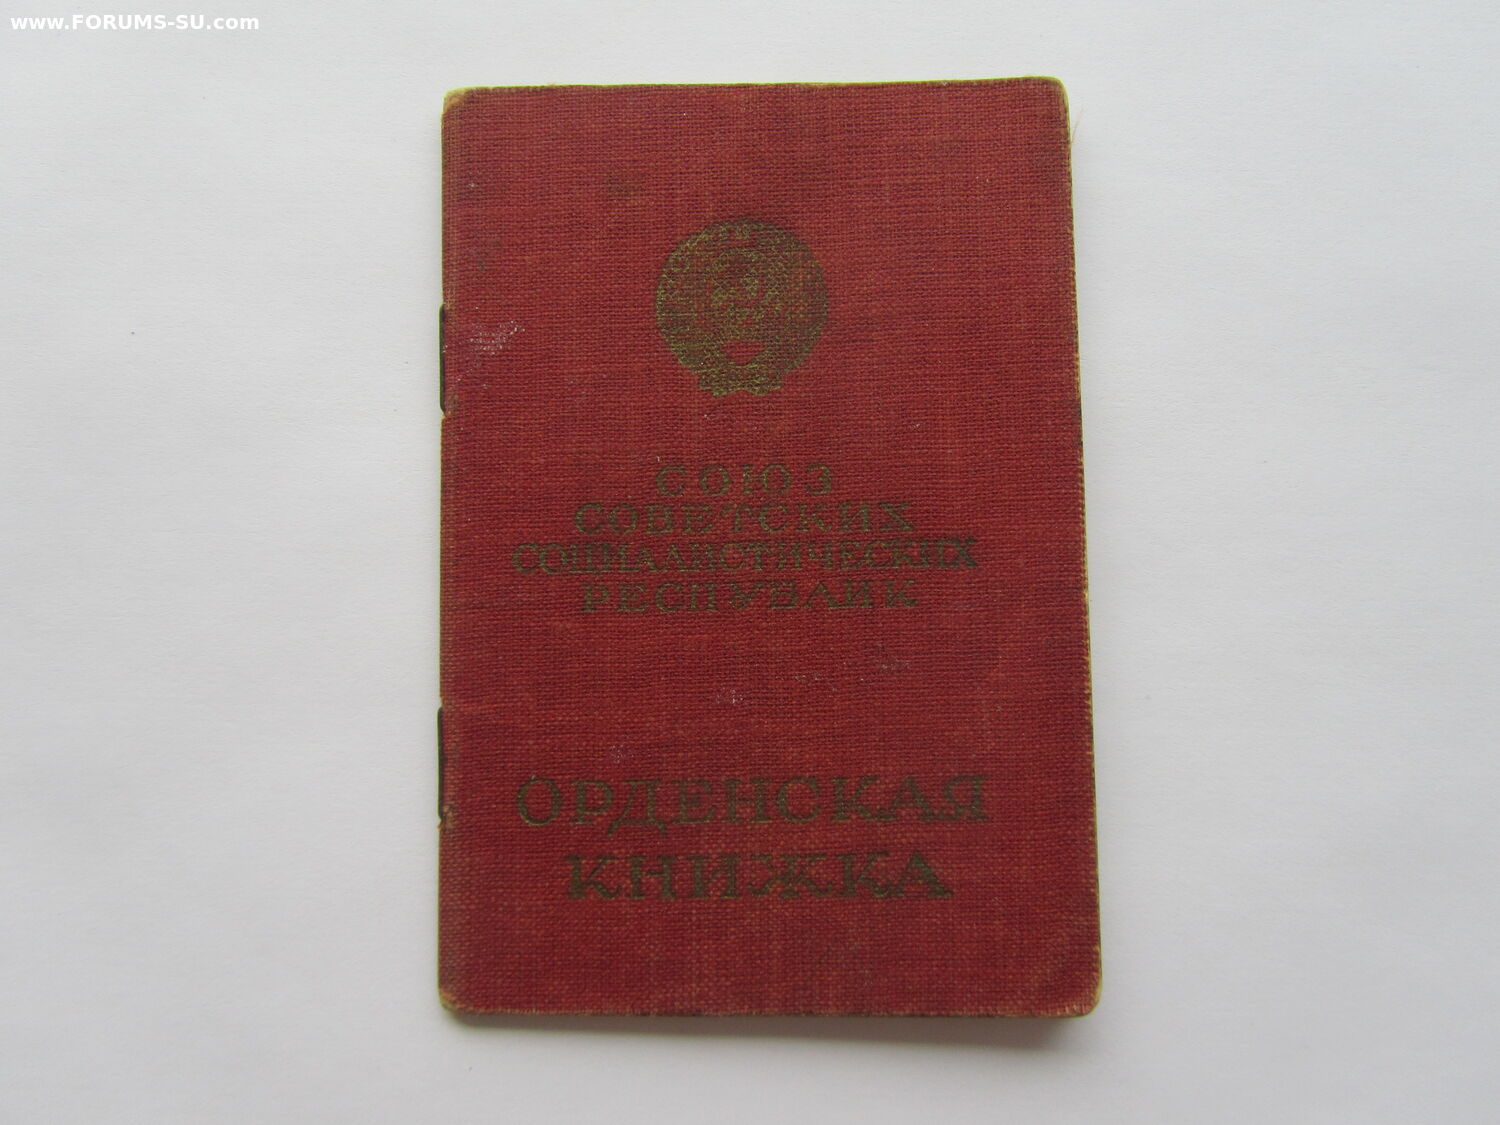 www.FORUMS-SU.com
СОЮЗ
СОВЕТСКИХ
СОЦИАЛИСТИЧЕСКИХ
РЕСПУБЛИК
ОРДЕНСКАЯ
КНИЖКА